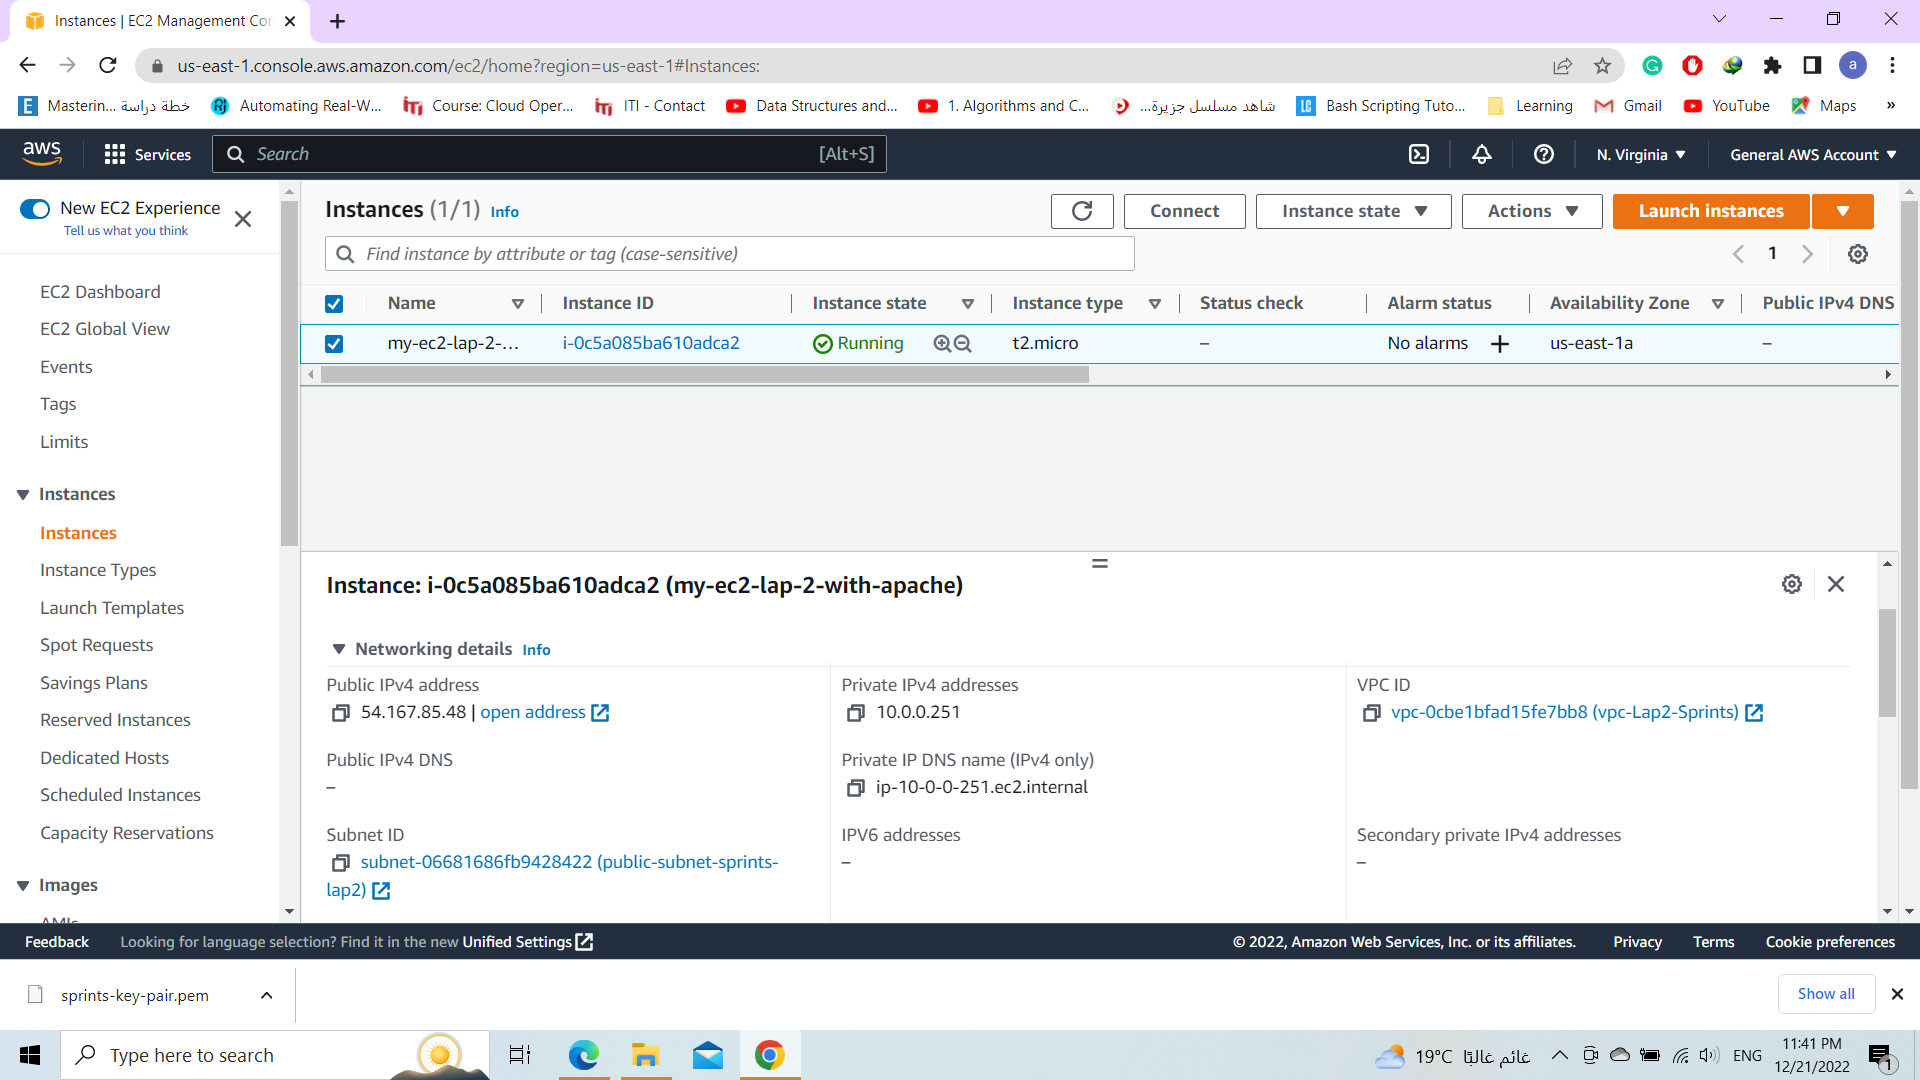 Instances | EC2 Management Con
us-east-1.console.aws.amazon.com/ec2/home?region=us-east-1#Instances:
a
Masterin... خطة دراسة
Automating Real-W...
Course: Cloud Oper...
ITI - Contact
Data Structures and...
1. Algorithms and C...
شاهد مسلسل جزيرة...
Bash Scripting Tuto...
Learning
Gmail
YouTube
Maps
»
aws
Services
Search
[Alt+S]
N. Virginia
General AWS Account
New EC2 Experience
Tell us what you think
EC2 Dashboard
EC2 Global View
Events
Tags
Limits
Instances
Instances
Instance Types
Launch Templates
Spot Requests
Savings Plans
Reserved Instances
Dedicated Hosts
Scheduled Instances
Capacity Reservations
Images
AMIs
Instances (1/1) Info
Connect
Instance state
Actions
Launch instances
Find instance by attribute or tag (case-sensitive)
1
Name Instance ID Instance state Instance type Status check Alarm status Availability Zone Public IPv4 DNS
my-ec2-lap-2-... i-0c5a085ba610adca2 Running t2.micro – No alarms + us-east-1a –
Instance: i-0c5a085ba610adca2 (my-ec2-lap-2-with-apache)
Networking details Info
Public IPv4 address
54.167.85.48 | open address
Private IPv4 addresses
10.0.0.251
VPC ID
vpc-0cbe1bfad15fe7bb8 (vpc-Lap2-Sprints)
Public IPv4 DNS
–
Private IP DNS name (IPv4 only)
ip-10-0-0-251.ec2.internal
Subnet ID
subnet-06681686fb9428422 (public-subnet-sprints-
lap2)
IPV6 addresses
–
Secondary private IPv4 addresses
–
Feedback
Looking for language selection? Find it in the new Unified Settings
© 2022, Amazon Web Services, Inc. or its affiliates.
Privacy
Terms
Cookie preferences
sprints-key-pair.pem
Show all
Type here to search
19°C غائم غالبًا
ENG
11:41 PM
12/21/2022
1